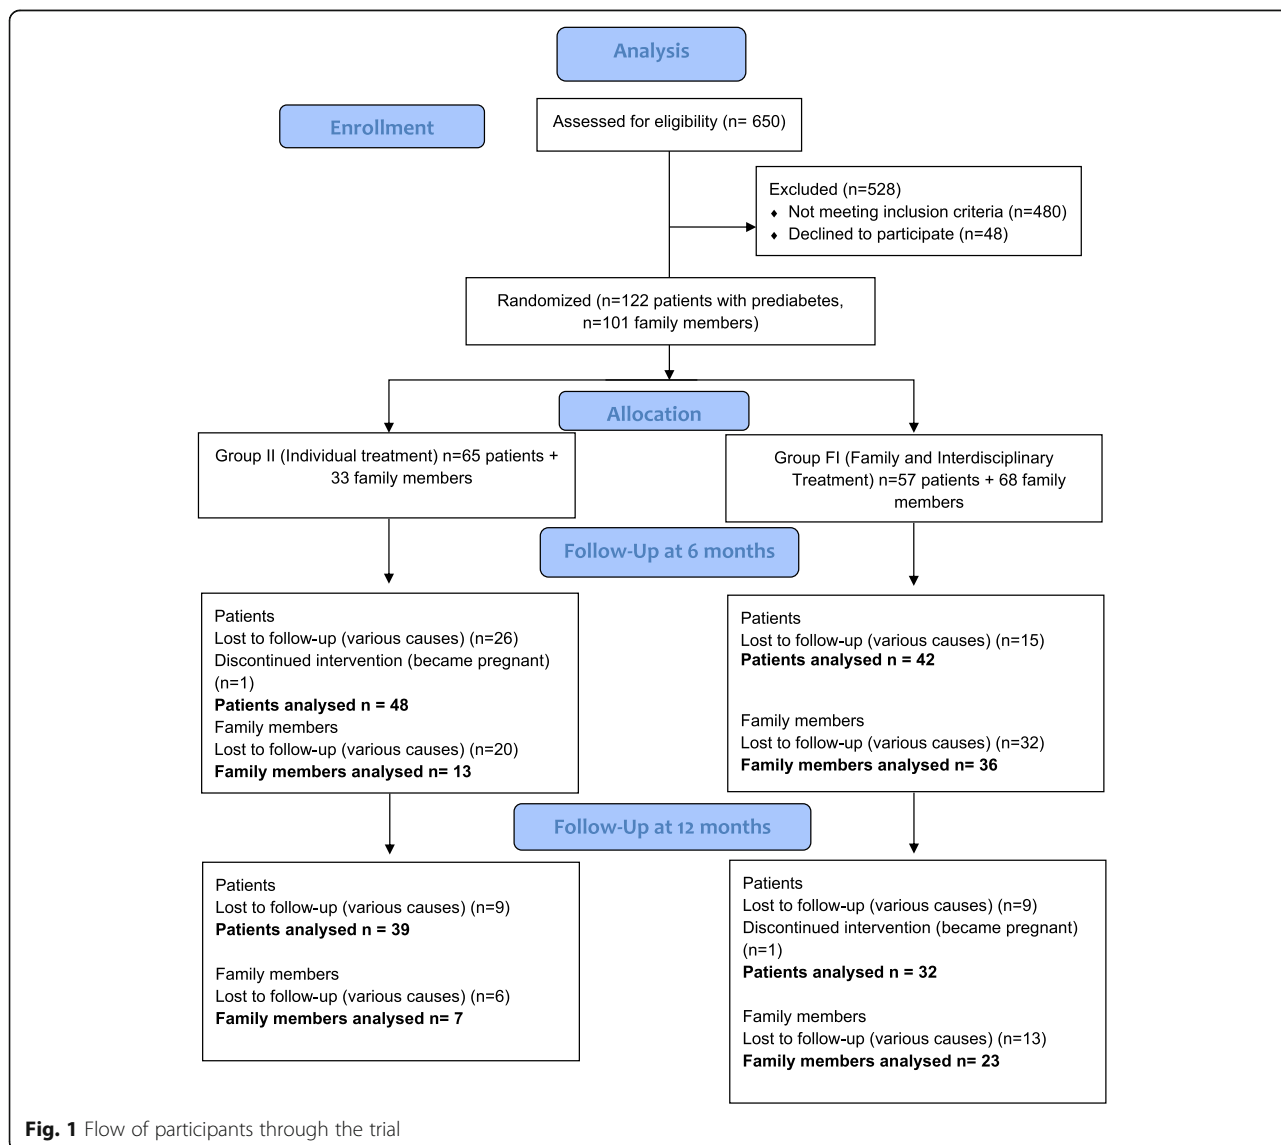 Analysis
Enrollment
Assessed for eligibility (n= 650)
Excluded (n=528)
♦ Not meeting inclusion criteria (n=480)
♦ Declined to participate (n=48)
Randomized (n=122 patients with prediabetes,
n=101 family members)
Allocation
Group II (Individual treatment) n=65 patients +
33 family members
Group FI (Family and Interdisciplinary
Treatment) n=57 patients + 68 family
members
Follow-Up at 6 months
Patients
Lost to follow-up (various causes) (n=26)
Discontinued intervention (became pregnant)
(n=1)
Patients analysed n = 48
Family members
Lost to follow-up (various causes) (n=20)
Family members analysed n= 13
Patients
Lost to follow-up (various causes) (n=15)
Patients analysed n = 42
Family members
Lost to follow-up (various causes) (n=32)
Family members analysed n= 36
Follow-Up at 12 months
Patients
Lost to follow-up (various causes) (n=9)
Patients analysed n = 39
Family members
Lost to follow-up (various causes) (n=6)
Family members analysed n= 7
Patients
Lost to follow-up (various causes) (n=9)
Discontinued intervention (became pregnant)
(n=1)
Patients analysed n = 32
Family members
Lost to follow-up (various causes) (n=13)
Family members analysed n= 23
Fig. 1 Flow of participants through the trial